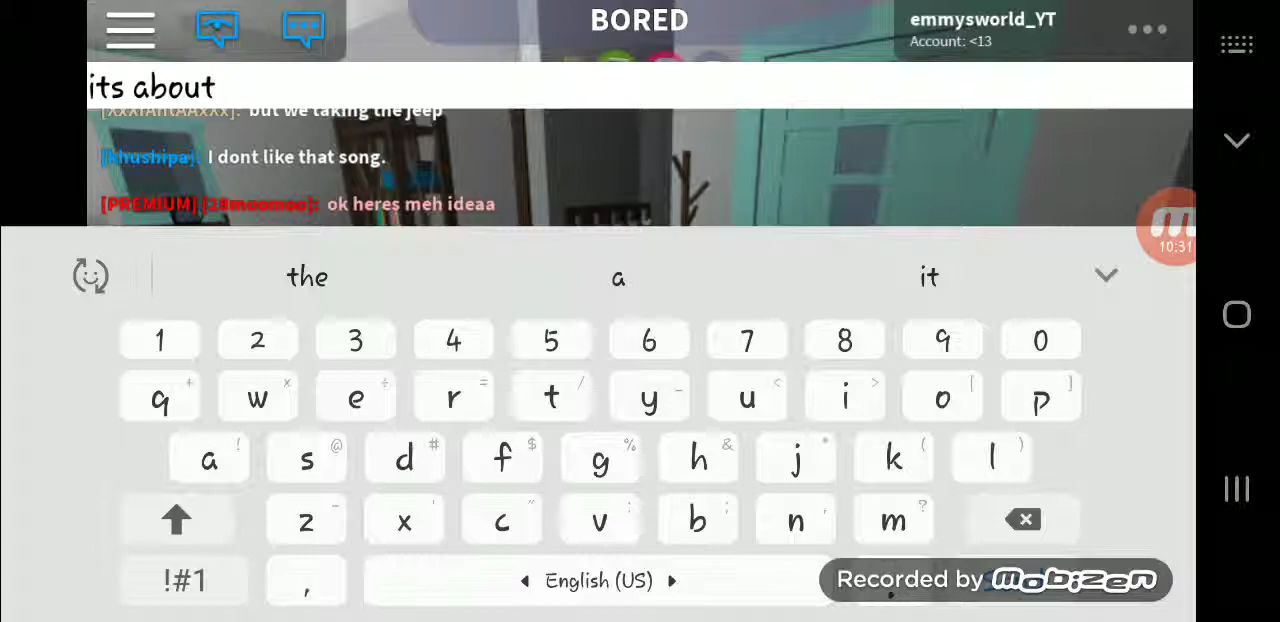 BORED
emmysworld_YT
Account: <13
its about
[XxXfAntAAxXx]: but we taking the jeep
[khushipa]: I dont like that song.
[PREMIUM] [28moomoo]: ok heres meh ideaa
10:31
the a it
1 2 3 4 5 6 7 8 9 0
q w e r t y u i o p
+ × ÷ = / _ < > [ ]
a s d f g h j k l
! @ # $ % & * ( )
z x c v b n m
- ' " : ; , ?
!#1 , English (US) .
Recorded by mobizen